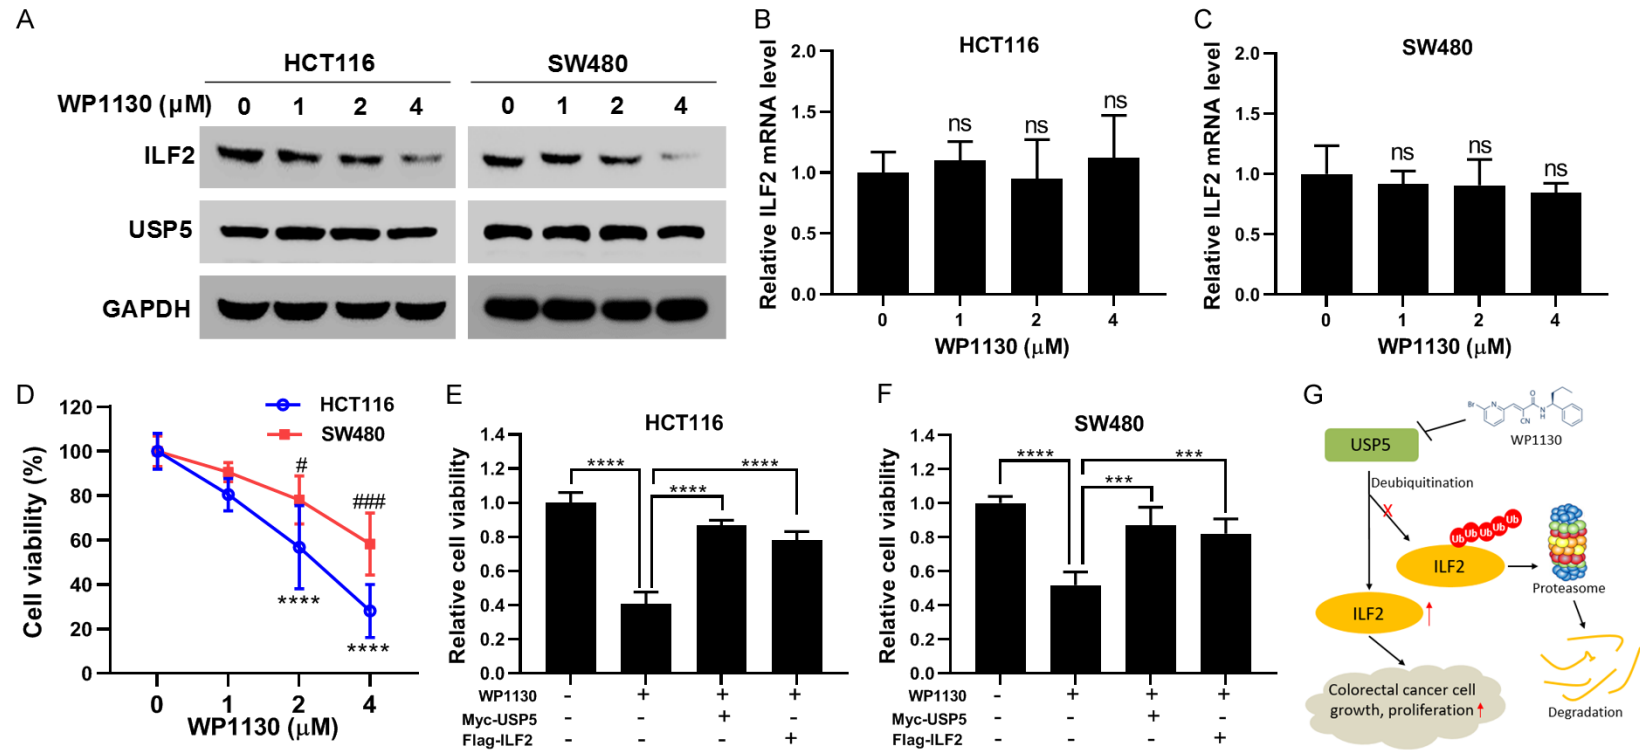 A
HCT116 SW480
WP1130 (μM) 0 1 2 4 0 1 2 4
ILF2
USP5
GAPDH
B
HCT116
Relative ILF2 mRNA level
2.0
1.5
1.0
0.5
0.0
ns ns ns
0 1 2 4
WP1130 (μM)
C
SW480
Relative ILF2 mRNA level
2.0
1.5
1.0
0.5
0.0
ns ns ns
0 1 2 4
WP1130 (μM)
D
Cell viability (%)
120
100
80
60
40
20
0
HCT116
SW480
#
###
****
****
0 1 2 4
WP1130 (μM)
E
HCT116
Relative cell viability
1.4
1.2
1.0
0.8
0.6
0.4
0.2
0.0
**** ****
****
WP1130 - + + +
Myc-USP5 - - + -
Flag-ILF2 - - - +
F
SW480
Relative cell viability
1.4
1.2
1.0
0.8
0.6
0.4
0.2
0.0
**** ***
***
WP1130 - + + +
Myc-USP5 - - + -
Flag-ILF2 - - - +
G
Br N O N H CN
WP1130
USP5
Deubiquitination
X
Ub Ub Ub Ub Ub
ILF2
Proteasome
ILF2
Colorectal cancer cell
growth, proliferation
Degradation